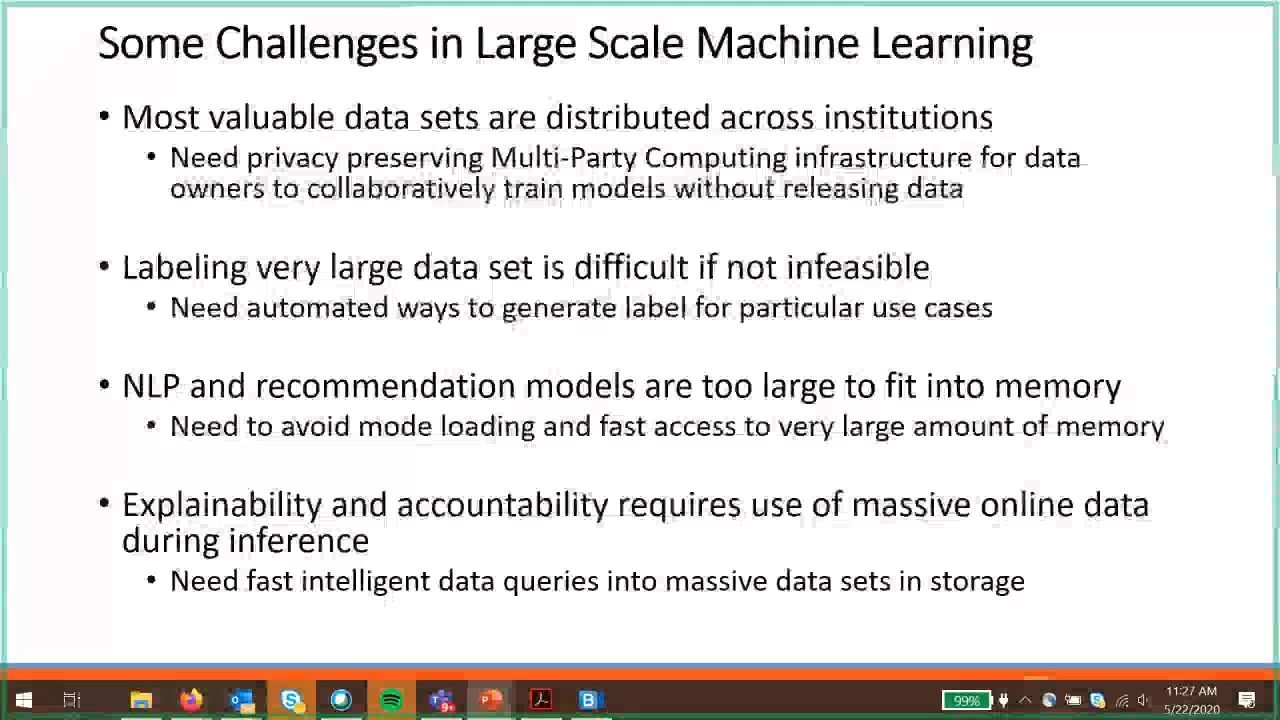 Some Challenges in Large Scale Machine Learning
• Most valuable data sets are distributed across institutions
• Need privacy preserving Multi-Party Computing infrastructure for data
owners to collaboratively train models without releasing data
• Labeling very large data set is difficult if not infeasible
• Need automated ways to generate label for particular use cases
• NLP and recommendation models are too large to fit into memory
• Need to avoid mode loading and fast access to very large amount of memory
• Explainability and accountability requires use of massive online data
during inference
• Need fast intelligent data queries into massive data sets in storage
99%
11:27 AM
5/22/2020